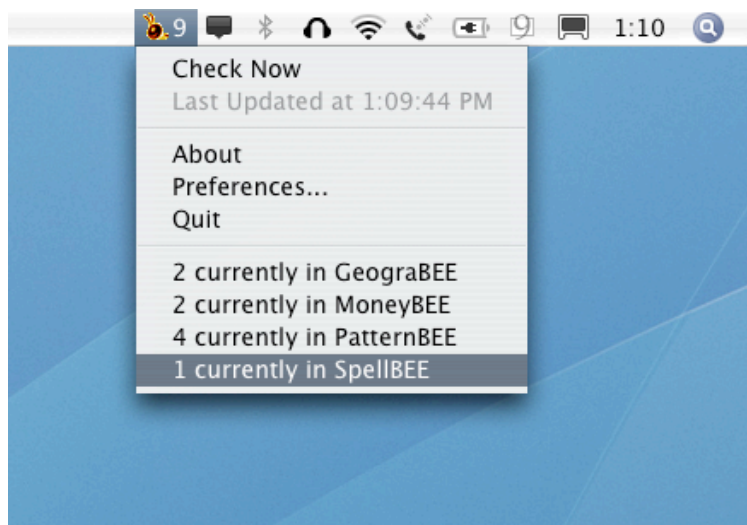 9 9 1:10
Check Now
Last Updated at 1:09:44 PM
About
Preferences...
Quit
2 currently in GeograBEE
2 currently in MoneyBEE
4 currently in PatternBEE
1 currently in SpellBEE